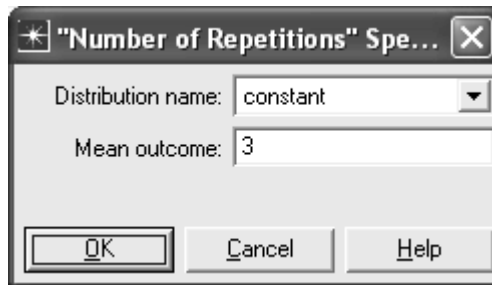 "Number of Repetitions" Spe...
Distribution name: constant
Mean outcome: 3
OK Cancel Help